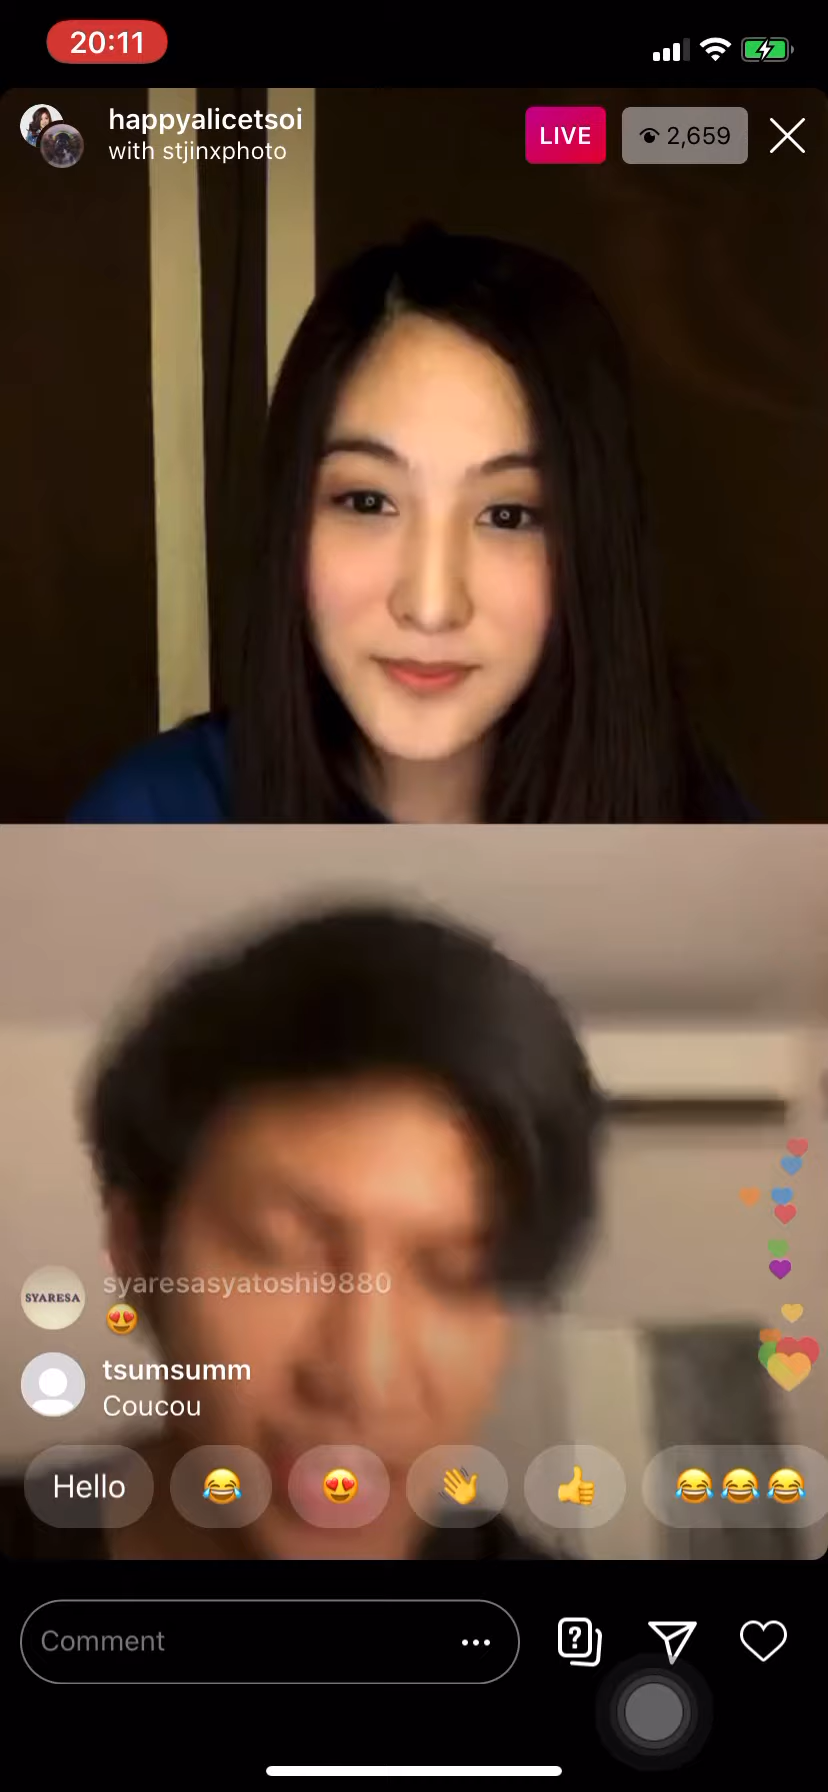 20:11
happyalicetsoi
with stjinxphoto
LIVE
2,659
syaresasyatoshi9880
SYARESA
😍
tsumsumm
Coucou
Hello
😂
😍
👋
👍
😂😂😂
Comment